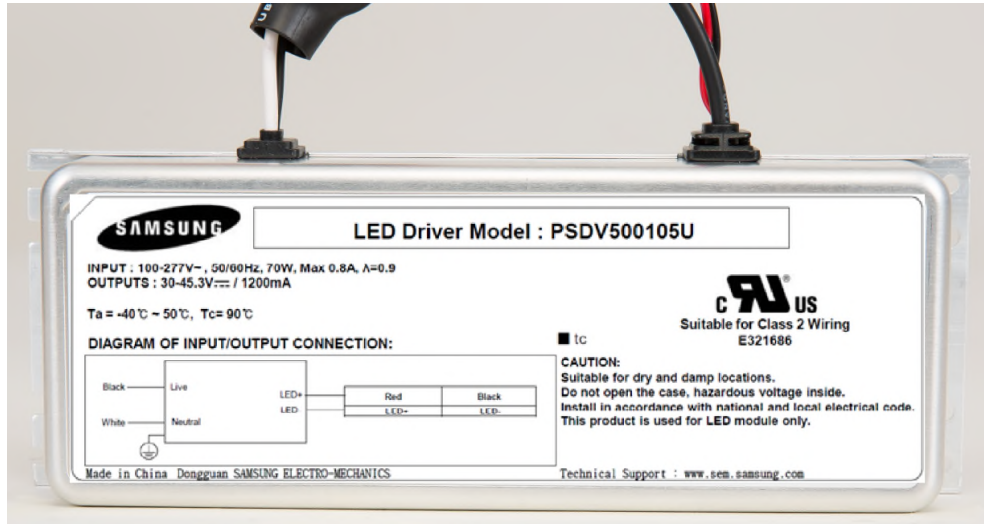 SAMSUNG
LED Driver Model : PSDV500105U
INPUT : 100-277V~ , 50/60Hz, 70W, Max 0.8A, λ=0.9
OUTPUTS : 30-45.3V⎓ / 1200mA
Ta = -40℃ ~ 50℃, Tc= 90℃
c RU US
Suitable for Class 2 Wiring
E321686
DIAGRAM OF INPUT/OUTPUT CONNECTION:
Black Live
LED+ Red Black
LED- LED+ LED-
White Neutral
■ tc
CAUTION:
Suitable for dry and damp locations.
Do not open the case, hazardous voltage inside.
Install in accordance with national and local electrical code.
This product is used for LED module only.
Made in China Dongguan SAMSUNG ELECTRO-MECHANICS
Technical Support : www.sem.samsung.com